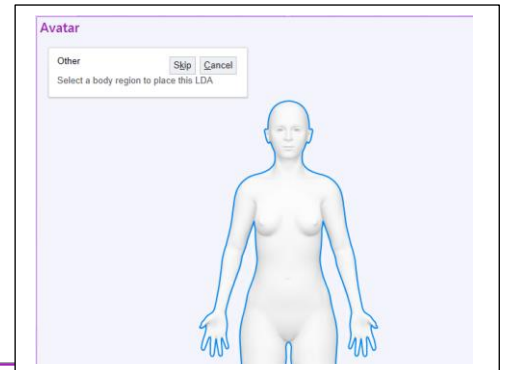 Avatar
Other
Skip Cancel
Select a body region to place this LDA